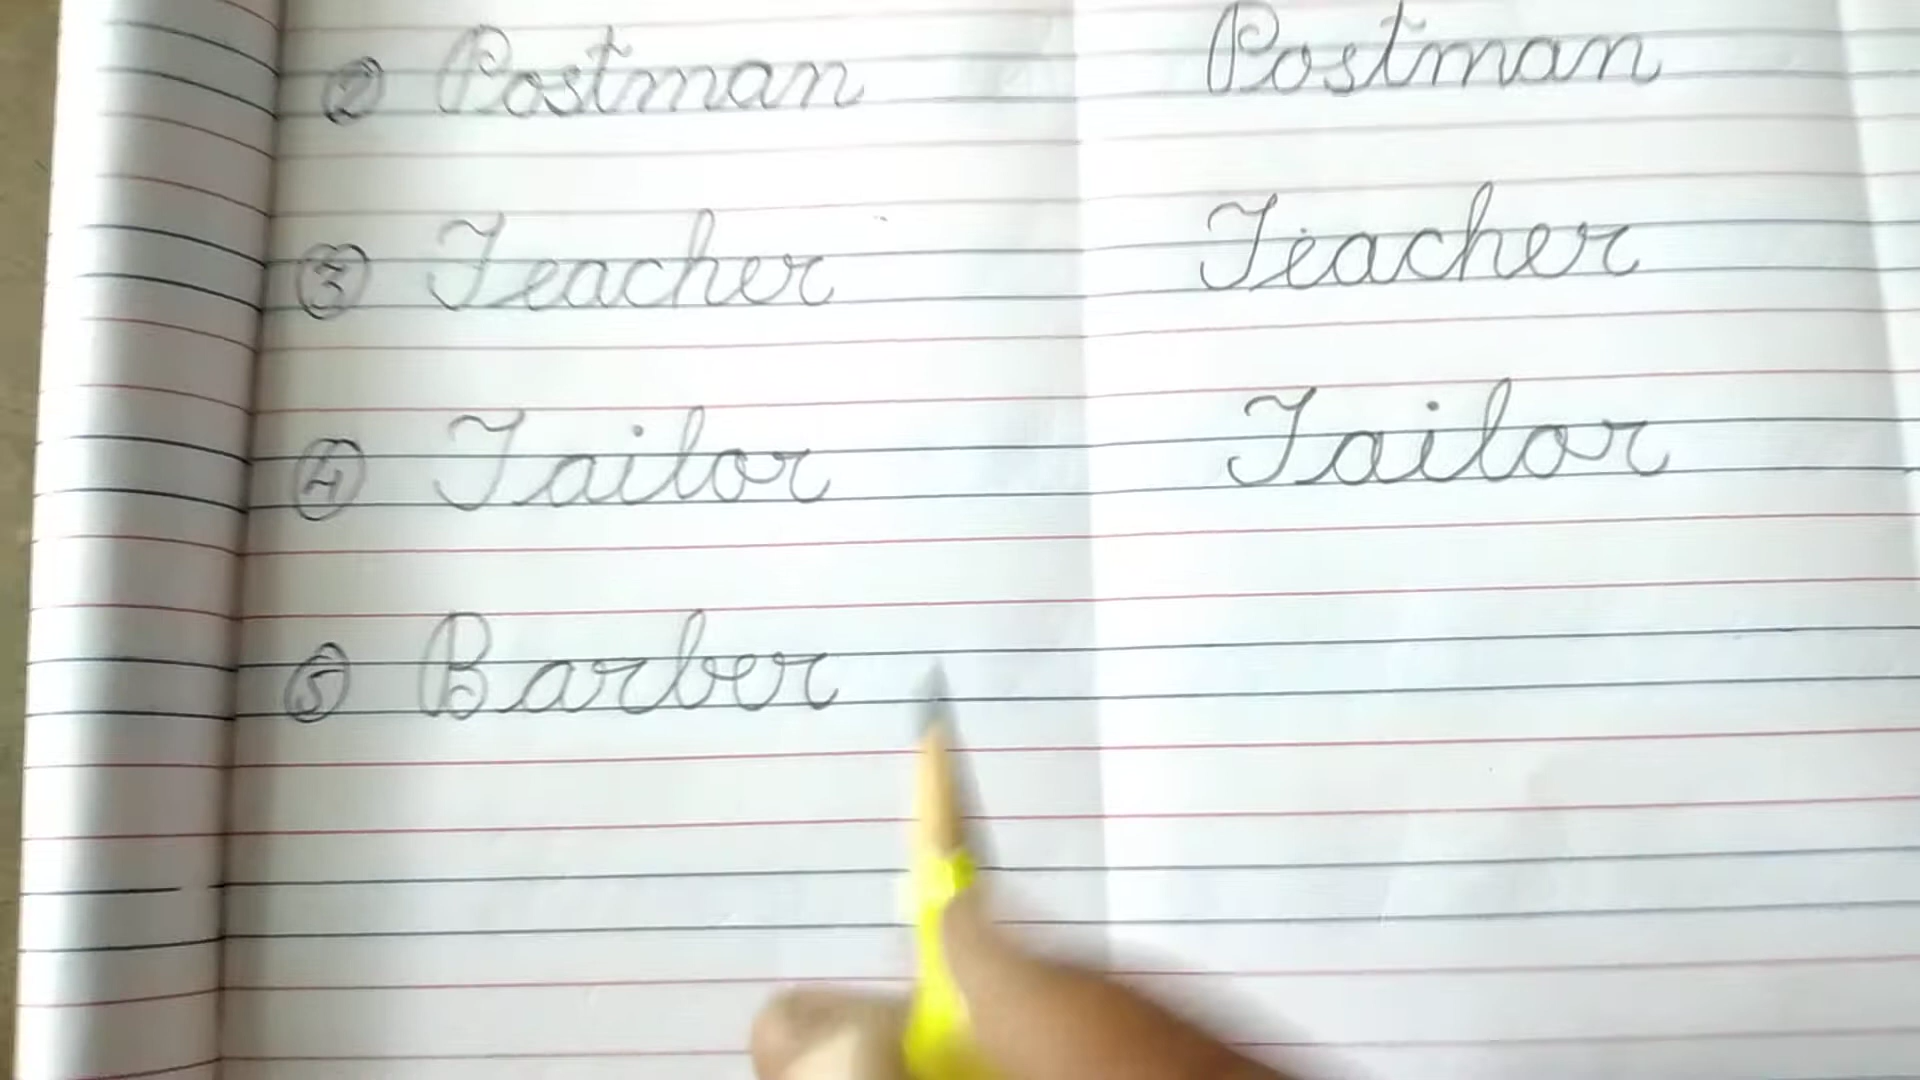 ② Postman Postman
③ Teacher Teacher
④ Tailor Tailor
⑤ Barber